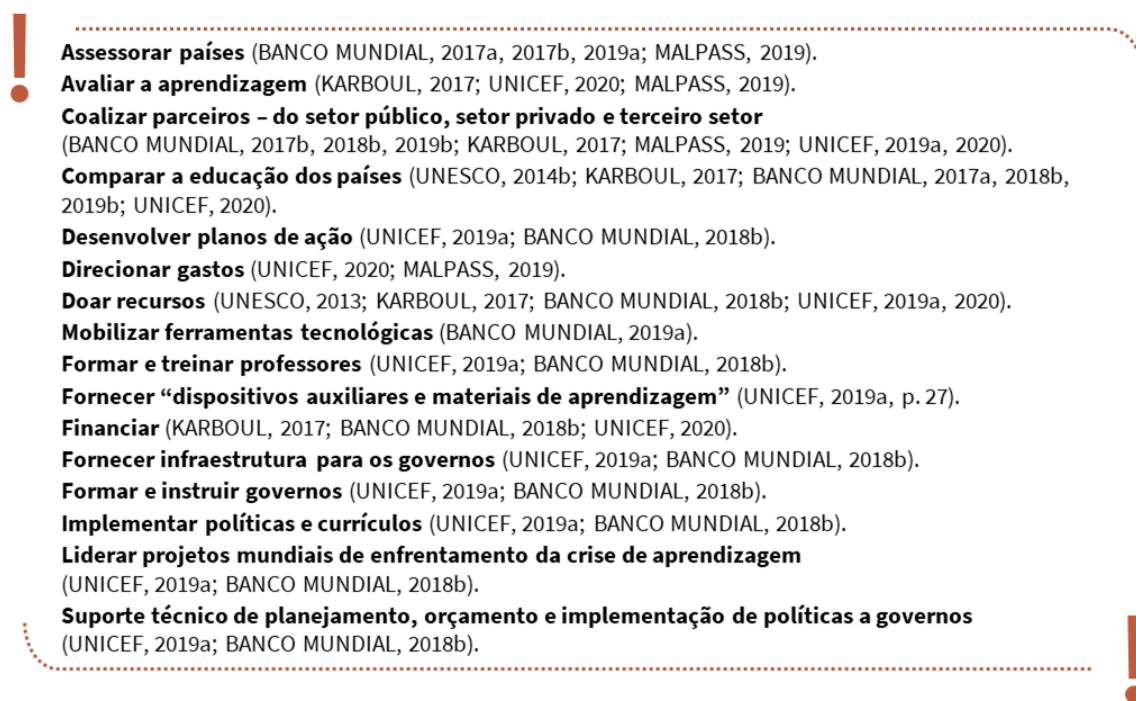 Assessorar países (BANCO MUNDIAL, 2017a, 2017b, 2019a; MALPASS, 2019).
Avaliar a aprendizagem (KARBOUL, 2017; UNICEF, 2020; MALPASS, 2019).
Coalizar parceiros – do setor público, setor privado e terceiro setor
(BANCO MUNDIAL, 2017b, 2018b, 2019b; KARBOUL, 2017; MALPASS, 2019; UNICEF, 2019a, 2020).
Comparar a educação dos países (UNESCO, 2014b; KARBOUL, 2017; BANCO MUNDIAL, 2017a, 2018b,
2019b; UNICEF, 2020).
Desenvolver planos de ação (UNICEF, 2019a; BANCO MUNDIAL, 2018b).
Direcionar gastos (UNICEF, 2020; MALPASS, 2019).
Doar recursos (UNESCO, 2013; KARBOUL, 2017; BANCO MUNDIAL, 2018b; UNICEF, 2019a, 2020).
Mobilizar ferramentas tecnológicas (BANCO MUNDIAL, 2019a).
Formar e treinar professores (UNICEF, 2019a; BANCO MUNDIAL, 2018b).
Fornecer “dispositivos auxiliares e materiais de aprendizagem” (UNICEF, 2019a, p. 27).
Financiar (KARBOUL, 2017; BANCO MUNDIAL, 2018b; UNICEF, 2020).
Fornecer infraestrutura para os governos (UNICEF, 2019a; BANCO MUNDIAL, 2018b).
Formar e instruir governos (UNICEF, 2019a; BANCO MUNDIAL, 2018b).
Implementar políticas e currículos (UNICEF, 2019a; BANCO MUNDIAL, 2018b).
Liderar projetos mundiais de enfrentamento da crise de aprendizagem
(UNICEF, 2019a; BANCO MUNDIAL, 2018b).
Suporte técnico de planejamento, orçamento e implementação de políticas a governos
(UNICEF, 2019a; BANCO MUNDIAL, 2018b).